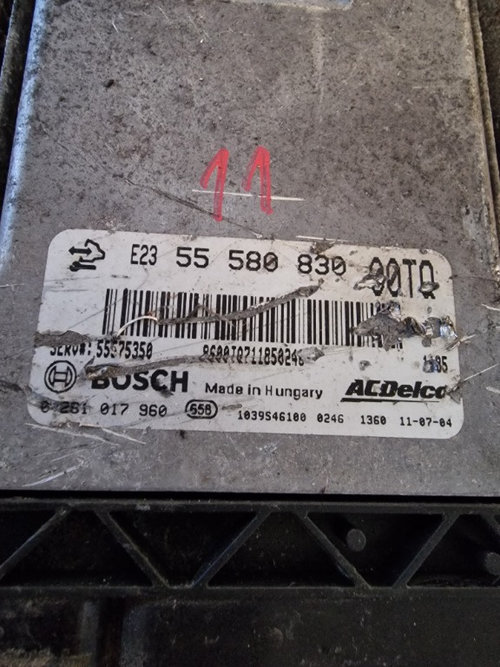 11
E23 55 580 830
SERV#: 55575350
BOSCH Made in Hungary ACDelco
0 261 017 960 658 1039S46100 0246 1360 11-07-04